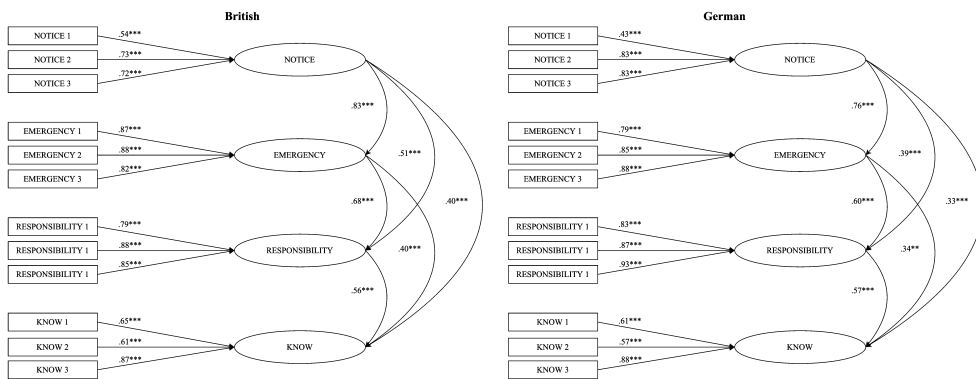 British
NOTICE 1
.54***
NOTICE 2
.73***
NOTICE 3
.72***
NOTICE
.83***
EMERGENCY 1
.87***
EMERGENCY 2
.88***
EMERGENCY 3
.82***
EMERGENCY
.51***
.68***
.40***
RESPONSIBILITY 1
.79***
RESPONSIBILITY 1
.88***
RESPONSIBILITY 1
.85***
RESPONSIBILITY
.40***
.56***
KNOW 1
.65***
KNOW 2
.61***
KNOW 3
.87***
KNOW
German
NOTICE 1
.43***
NOTICE 2
.83***
NOTICE 3
.83***
NOTICE
.76***
EMERGENCY 1
.79***
EMERGENCY 2
.85***
EMERGENCY 3
.88***
EMERGENCY
.39***
.60***
.33***
RESPONSIBILITY 1
.83***
RESPONSIBILITY 1
.87***
RESPONSIBILITY 1
.93***
RESPONSIBILITY
.34**
.57***
KNOW 1
.61***
KNOW 2
.57***
KNOW 3
.88***
KNOW